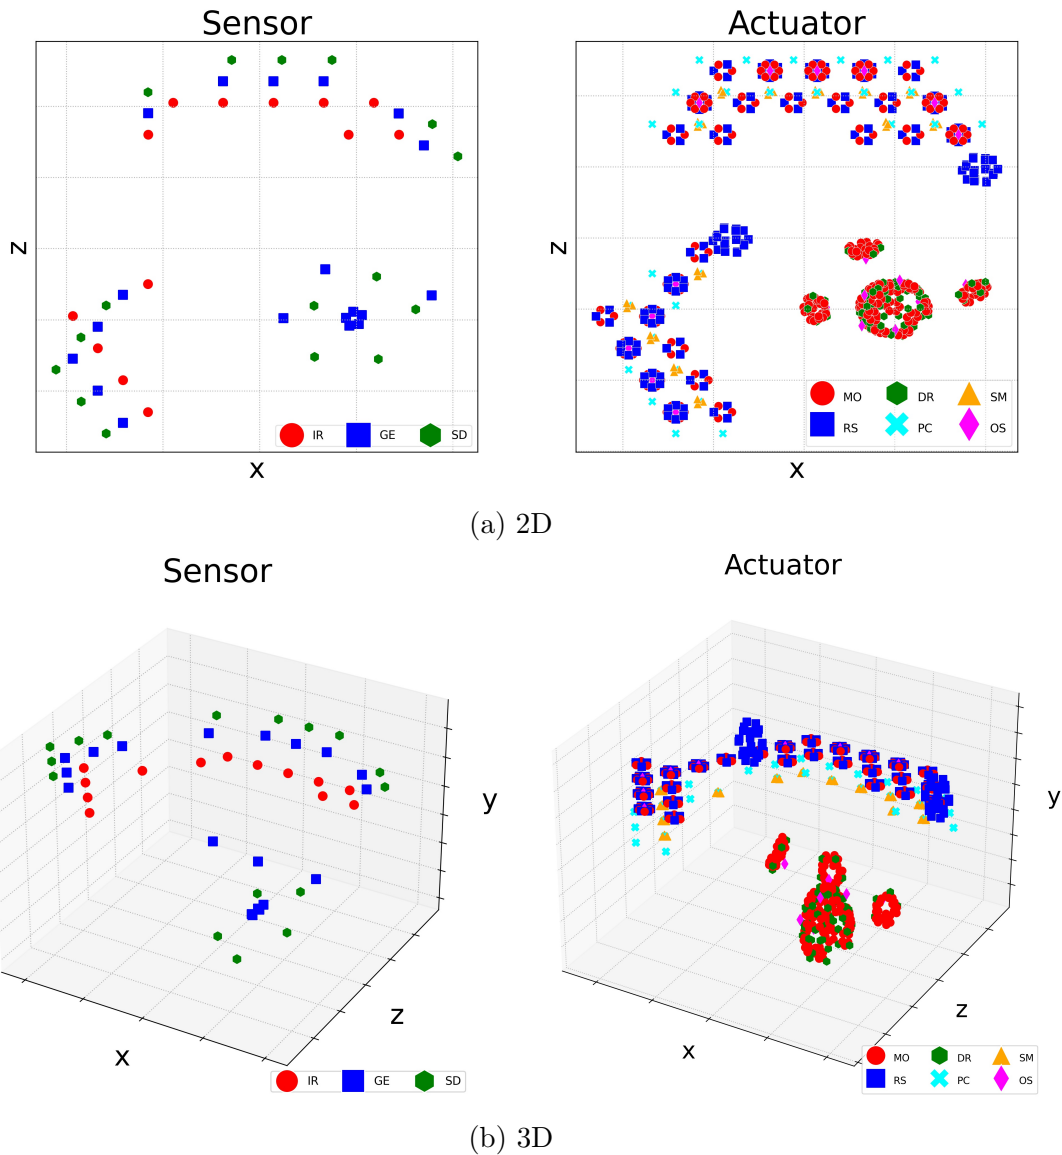 Sensor
Actuator
z
z
IR GE SD
MO DR SM
RS PC OS
x
x
(a) 2D
Sensor
Actuator
y
y
z
z
x
x
IR GE SD
MO DR SM
RS PC OS
(b) 3D